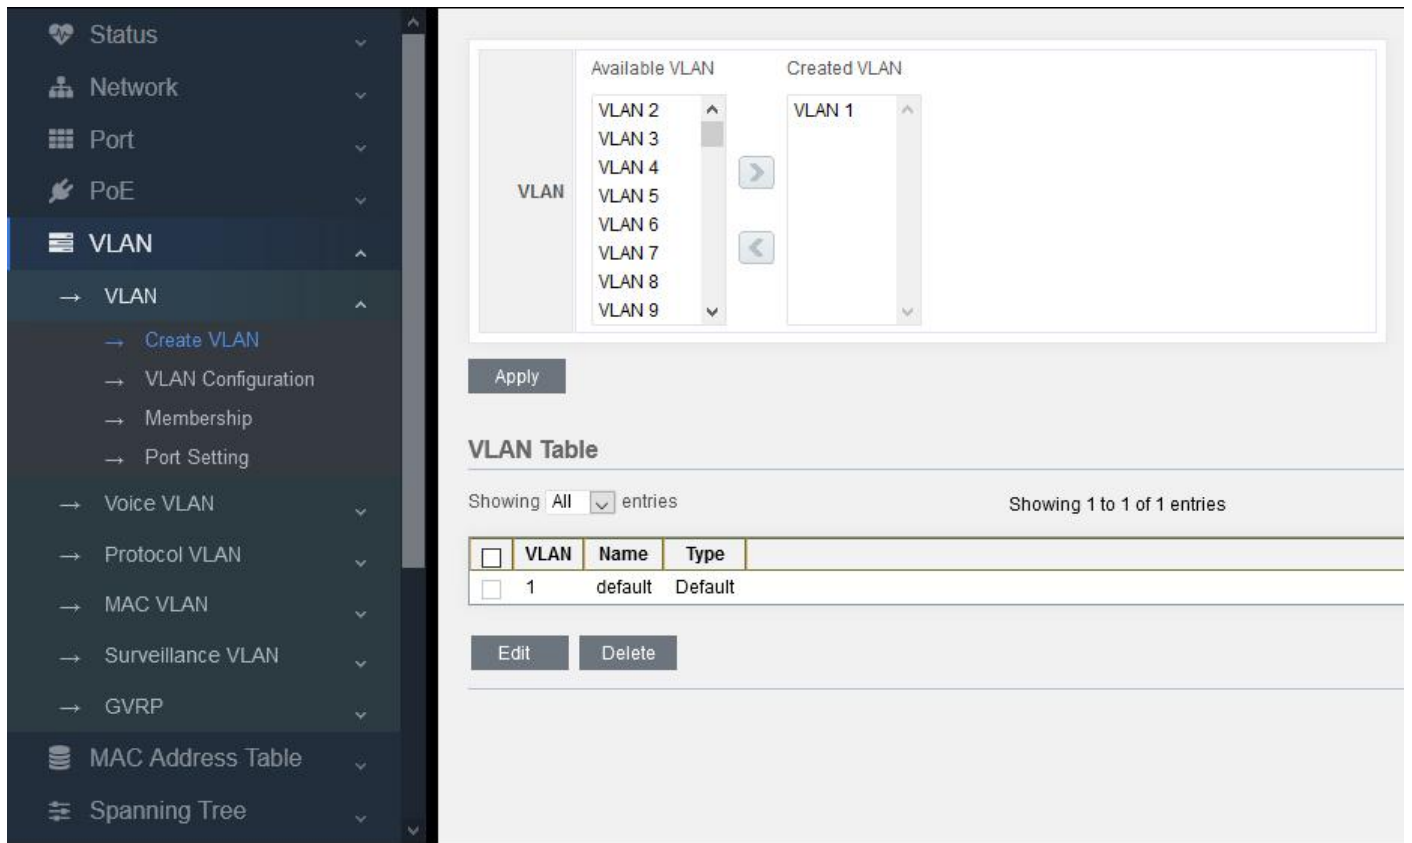 Status
Network
Port
PoE
VLAN
VLAN
Create VLAN
VLAN Configuration
Membership
Port Setting
Voice VLAN
Protocol VLAN
MAC VLAN
Surveillance VLAN
GVRP
MAC Address Table
Spanning Tree
Available VLAN Created VLAN
VLAN
VLAN 2
VLAN 3
VLAN 4
VLAN 5
VLAN 6
VLAN 7
VLAN 8
VLAN 9
VLAN 1
Apply
VLAN Table
Showing All entries Showing 1 to 1 of 1 entries
VLAN Name Type
1 default Default
Edit Delete